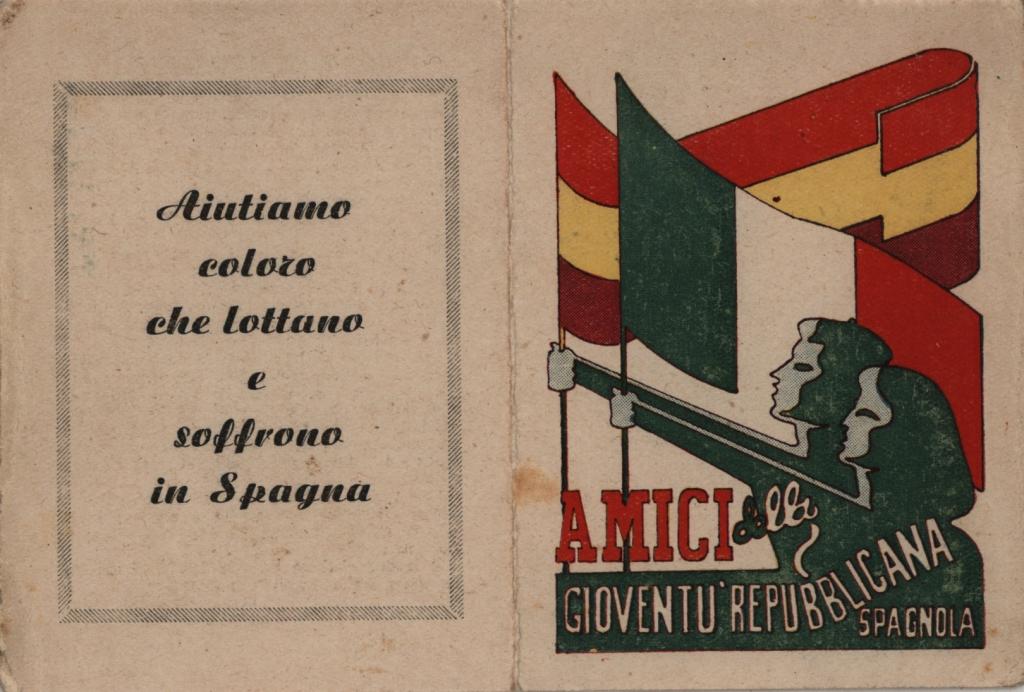 Aiutiamo
coloro
che lottano
e
soffrono
in Spagna
AMICI della
GIOVENTU' REPUBBLICANA
SPAGNOLA